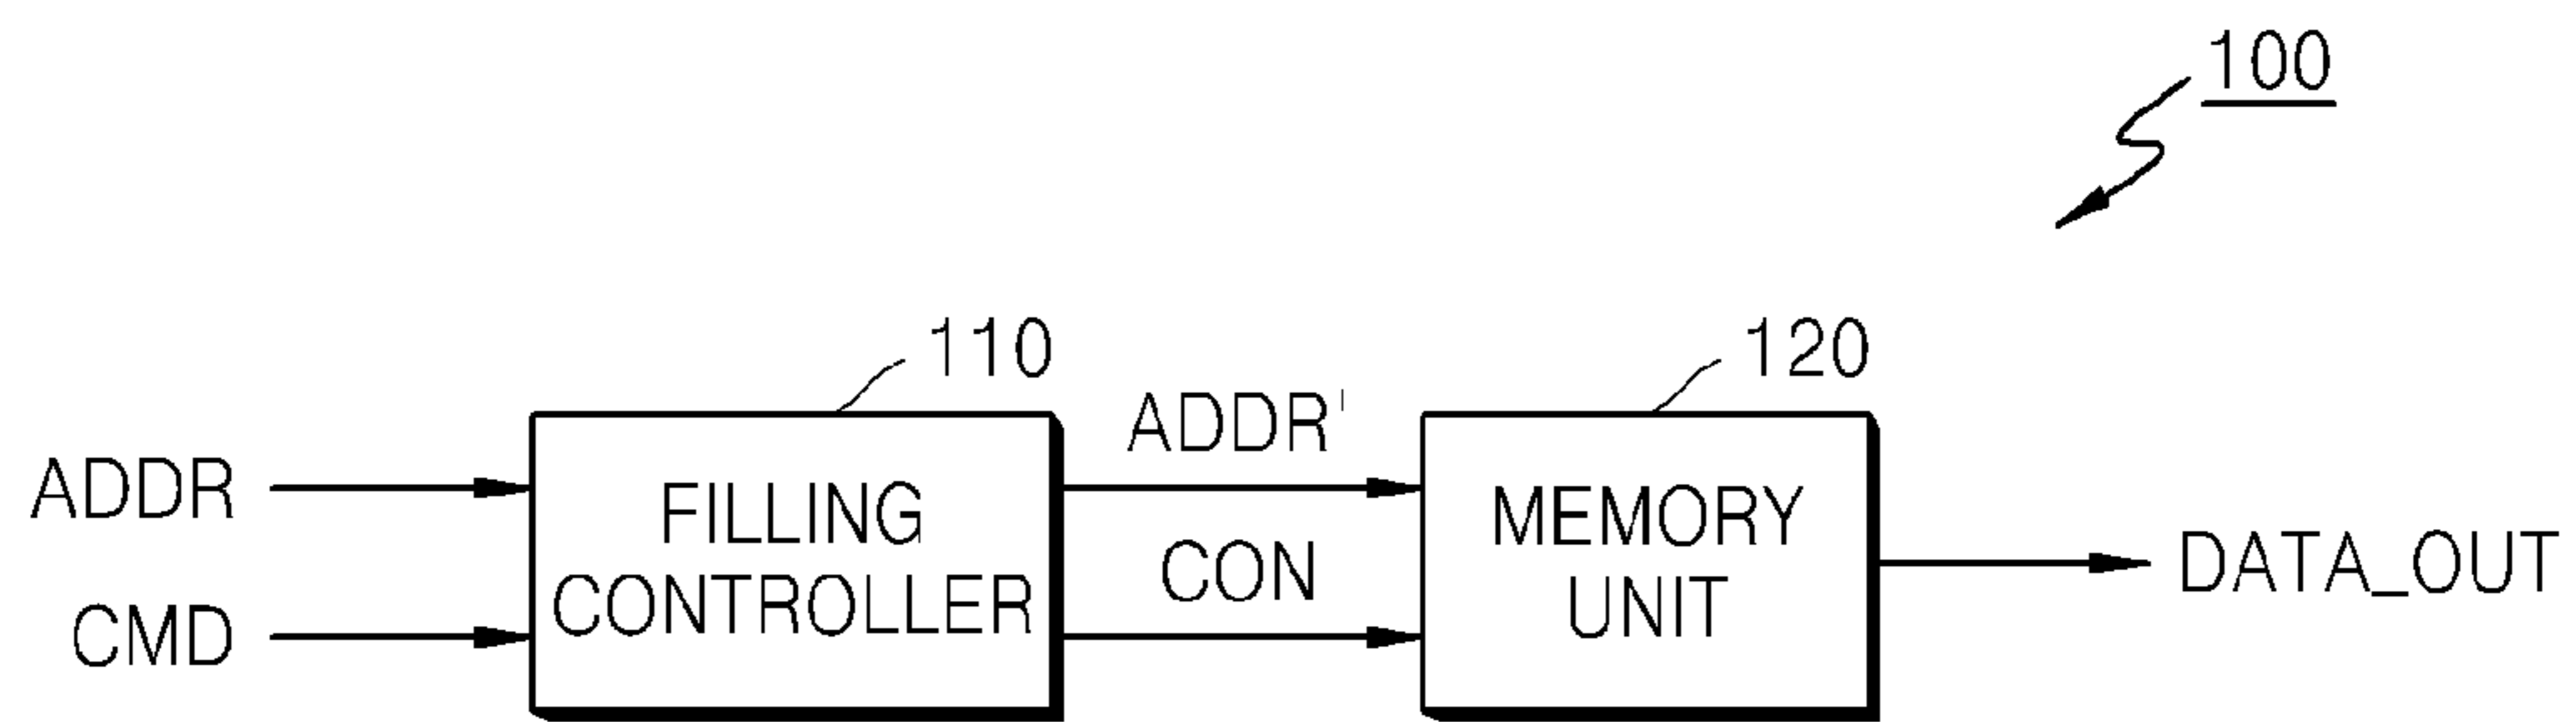 100
110
120
ADDR
CMD
FILLING
CONTROLLER
ADDR'
CON
MEMORY
UNIT
DATA_OUT